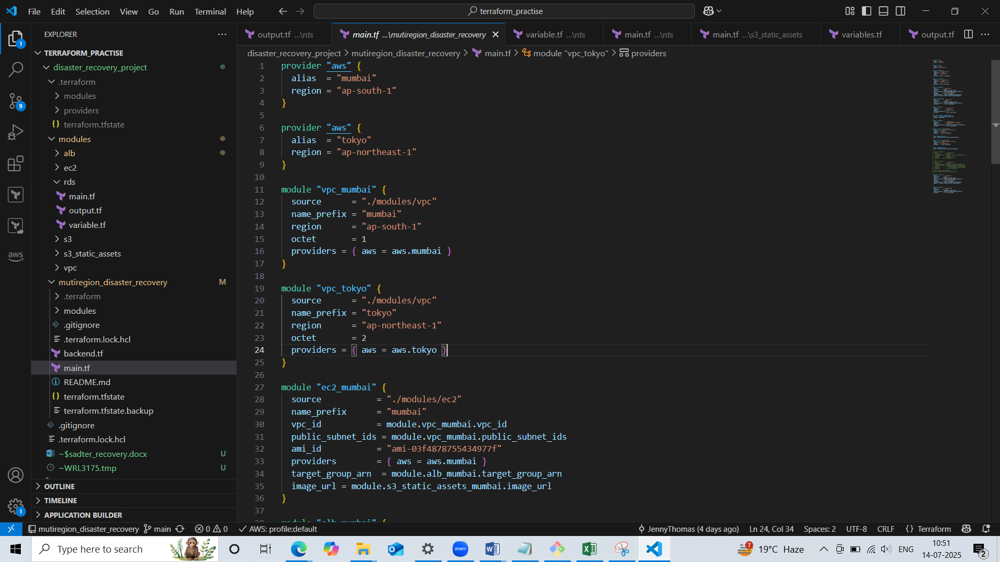 File Edit Selection View Go Run Terminal Help
terraform_practise
EXPLORER
TERRAFORM_PRACTISE
disaster_recovery_project
.terraform
modules
providers
terraform.tfstate
modules
alb
ec2
rds
main.tf
output.tf
variable.tf
s3
s3_static_assets
vpc
mutiregion_disaster_recovery M
.terraform
modules
.gitignore
.terraform.lock.hcl
backend.tf
main.tf
README.md
terraform.tfstate
terraform.tfstate.backup
.gitignore
.terraform.lock.hcl
~$sadter_recovery.docx U
~WRL3175.tmp U
OUTLINE
TIMELINE
APPLICATION BUILDER
1
9
aws
1
output.tf ...\rds main.tf ...\mutiregion_disaster_recovery variable.tf ...\rds main.tf ...\rds main.tf ...\s3_static_assets variables.tf output.tf
disaster_recovery_project > mutiregion_disaster_recovery > main.tf > module "vpc_tokyo" > providers
1 provider "aws" {
2 alias = "mumbai"
3 region = "ap-south-1"
4 }
5
6 provider "aws" {
7 alias = "tokyo"
8 region = "ap-northeast-1"
9 }
10
11 module "vpc_mumbai" {
12 source = "./modules/vpc"
13 name_prefix = "mumbai"
14 region = "ap-south-1"
15 octet = 1
16 providers = { aws = aws.mumbai }
17 }
18
19 module "vpc_tokyo" {
20 source = "./modules/vpc"
21 name_prefix = "tokyo"
22 region = "ap-northeast-1"
23 octet = 2
24 providers = { aws = aws.tokyo }
25 }
26
27 module "ec2_mumbai" {
28 source = "./modules/ec2"
29 name_prefix = "mumbai"
30 vpc_id = module.vpc_mumbai.vpc_id
31 public_subnet_ids = module.vpc_mumbai.public_subnet_ids
32 ami_id = "ami-03f4878755434977f"
33 providers = { aws = aws.mumbai }
34 target_group_arn = module.alb_mumbai.target_group_arn
35 image_url = module.s3_static_assets_mumbai.image_url
36 }
37
38 module "alb_mumbai" {
mutiregion_disaster_recovery main 0 0 AWS: profile:default JennyThomas (4 days ago) Ln 24, Col 34 Spaces: 2 UTF-8 CRLF {} Terraform
Type here to search zoom 7 19°C Haze ENG 10:51
14-07-2025 2